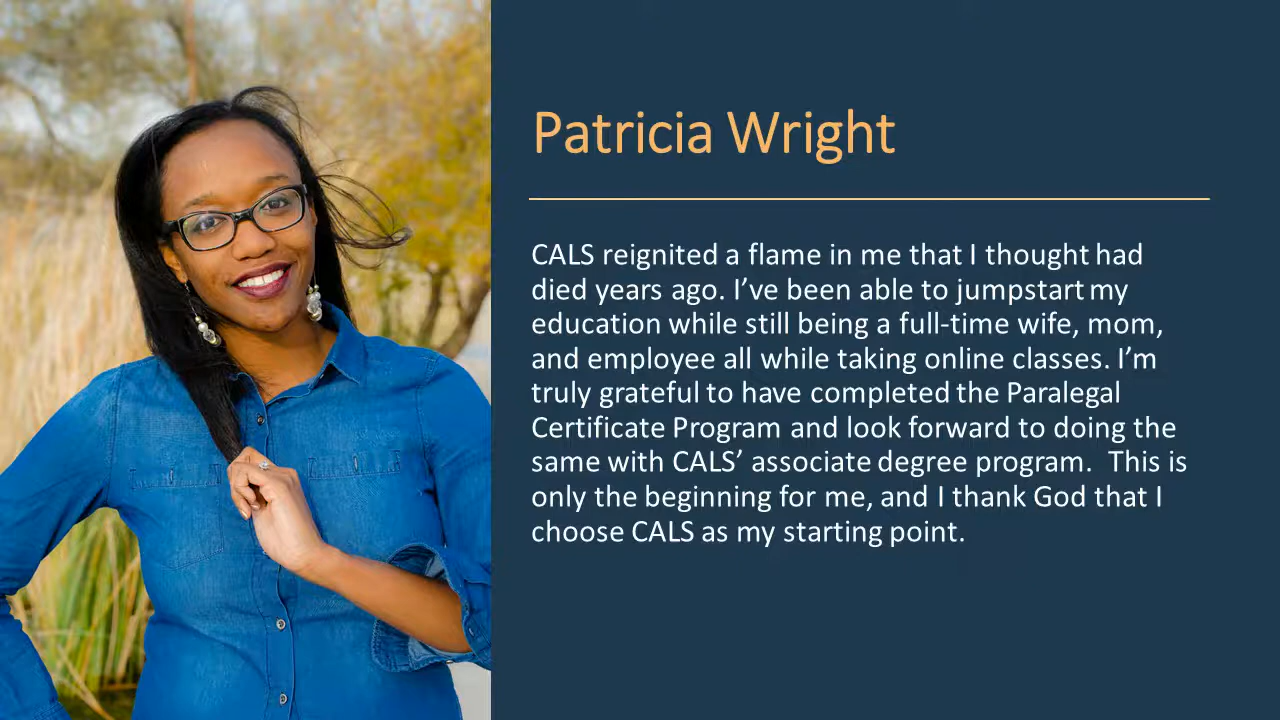 Patricia Wright
CALS reignited a flame in me that I thought had
died years ago. I’ve been able to jumpstart my
education while still being a full-time wife, mom,
and employee all while taking online classes. I’m
truly grateful to have completed the Paralegal
Certificate Program and look forward to doing the
same with CALS’ associate degree program.  This is
only the beginning for me, and I thank God that I
choose CALS as my starting point.